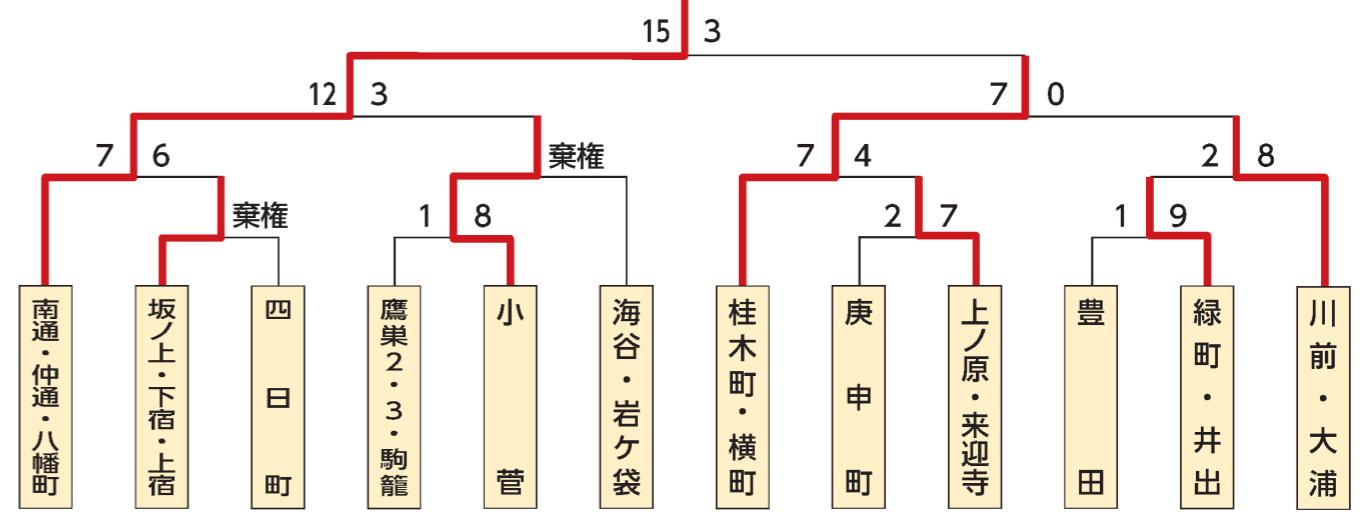 15 3
12 3
7 0
7 6
棄権
7 4
2 8
棄権
1 8
2 7
1 9
南通・仲通・八幡町
坂ノ上・下宿・上宿
四日町
鷹巣2・3・駒籠
小菅
海谷・岩ケ袋
桂木町・横町
庚申町
上ノ原・来迎寺
豊田
緑町・井出
川前・大浦